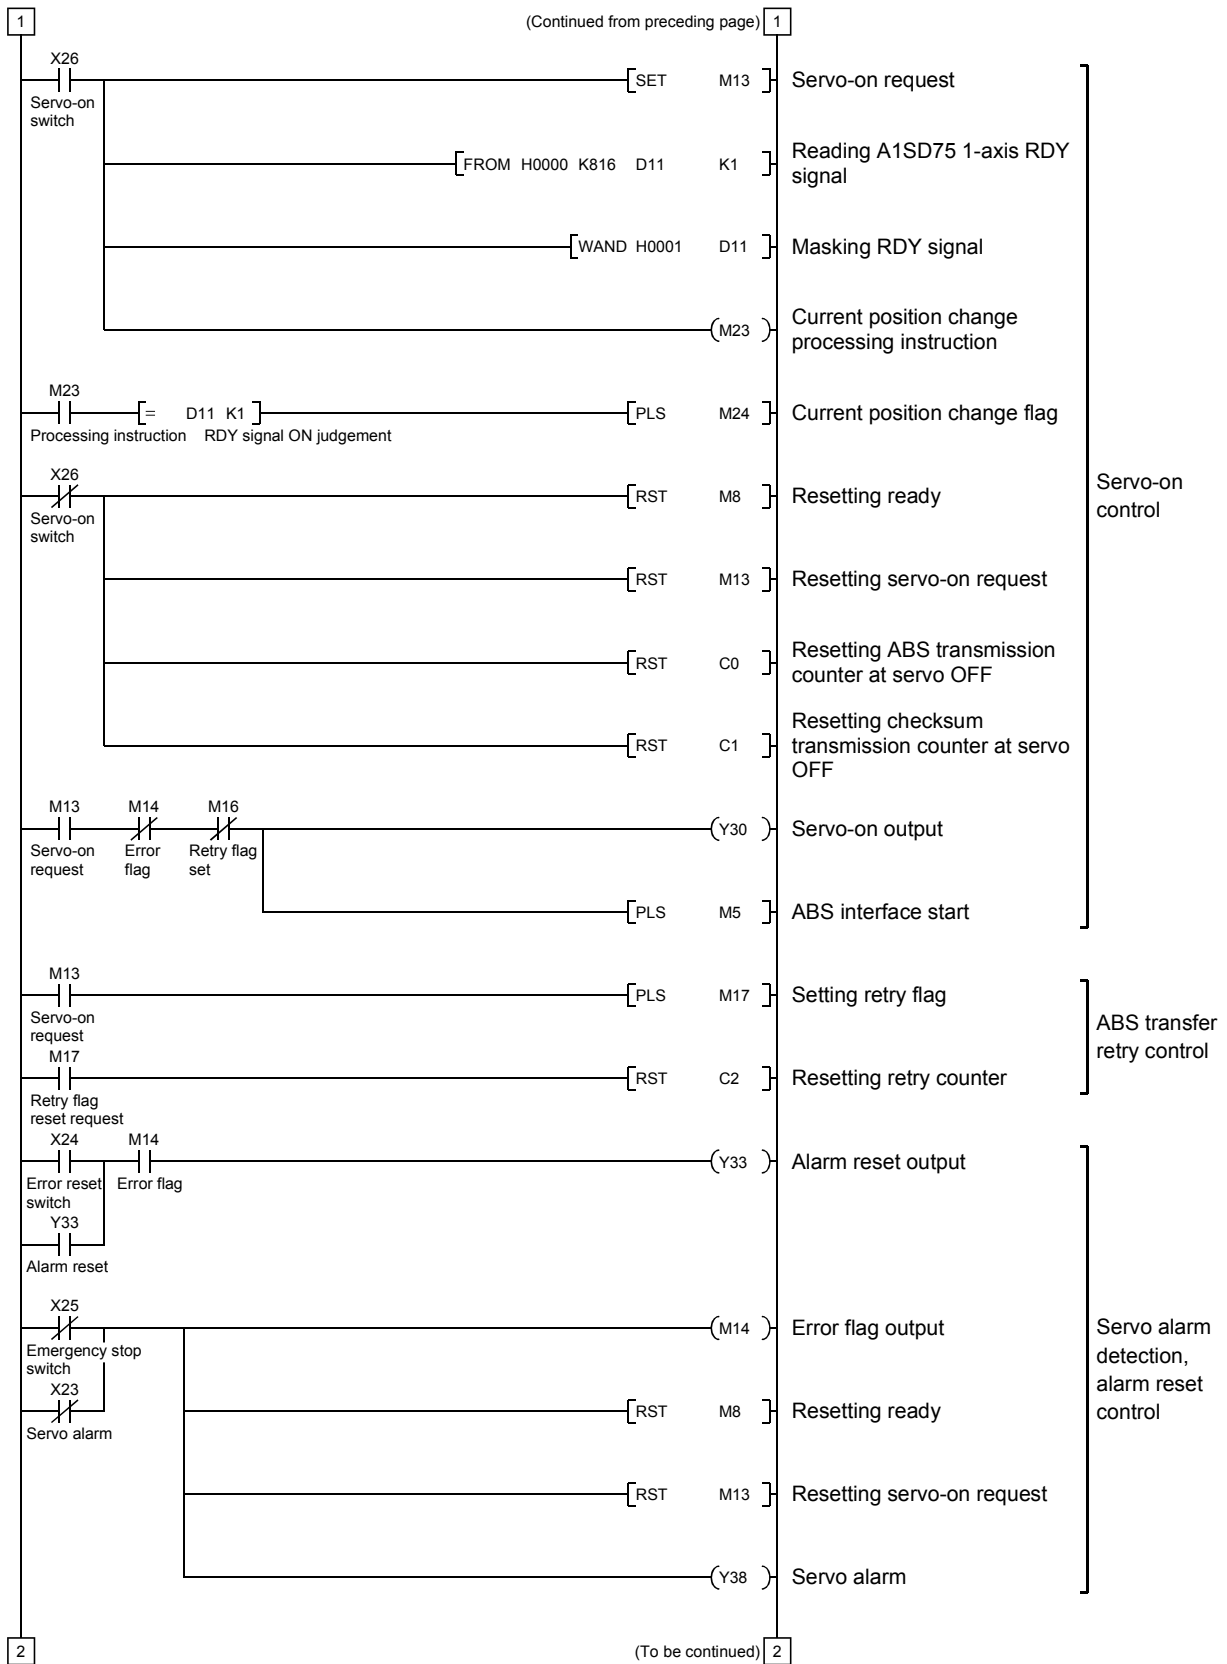 1 (Continued from preceding page) 1
X26
Servo-on
switch
[SET M13] Servo-on request
[FROM H0000 K816 D11 K1] Reading A1SD75 1-axis RDY
signal
[WAND H0001 D11] Masking RDY signal
(M23) Current position change
processing instruction
M23
[= D11 K1] [PLS M24] Current position change flag
Processing instruction RDY signal ON judgement
X26
Servo-on
switch
[RST M8] Resetting ready
[RST M13] Resetting servo-on request
[RST C0] Resetting ABS transmission
counter at servo OFF
[RST C1] Resetting checksum
transmission counter at servo
OFF
Servo-on
control
M13 M14 M16
Servo-on
request
Error
flag
Retry flag
set
(Y30) Servo-on output
[PLS M5] ABS interface start
M13
Servo-on
request
[PLS M17] Setting retry flag
M17
Retry flag
reset request
[RST C2] Resetting retry counter
ABS transfer
retry control
X24 M14
Error reset
switch
Error flag
(Y33) Alarm reset output
Y33
Alarm reset
X25
Emergency stop
switch
(M14) Error flag output
X23
Servo alarm
[RST M8] Resetting ready
[RST M13] Resetting servo-on request
(Y38) Servo alarm
Servo alarm
detection,
alarm reset
control
2 (To be continued) 2